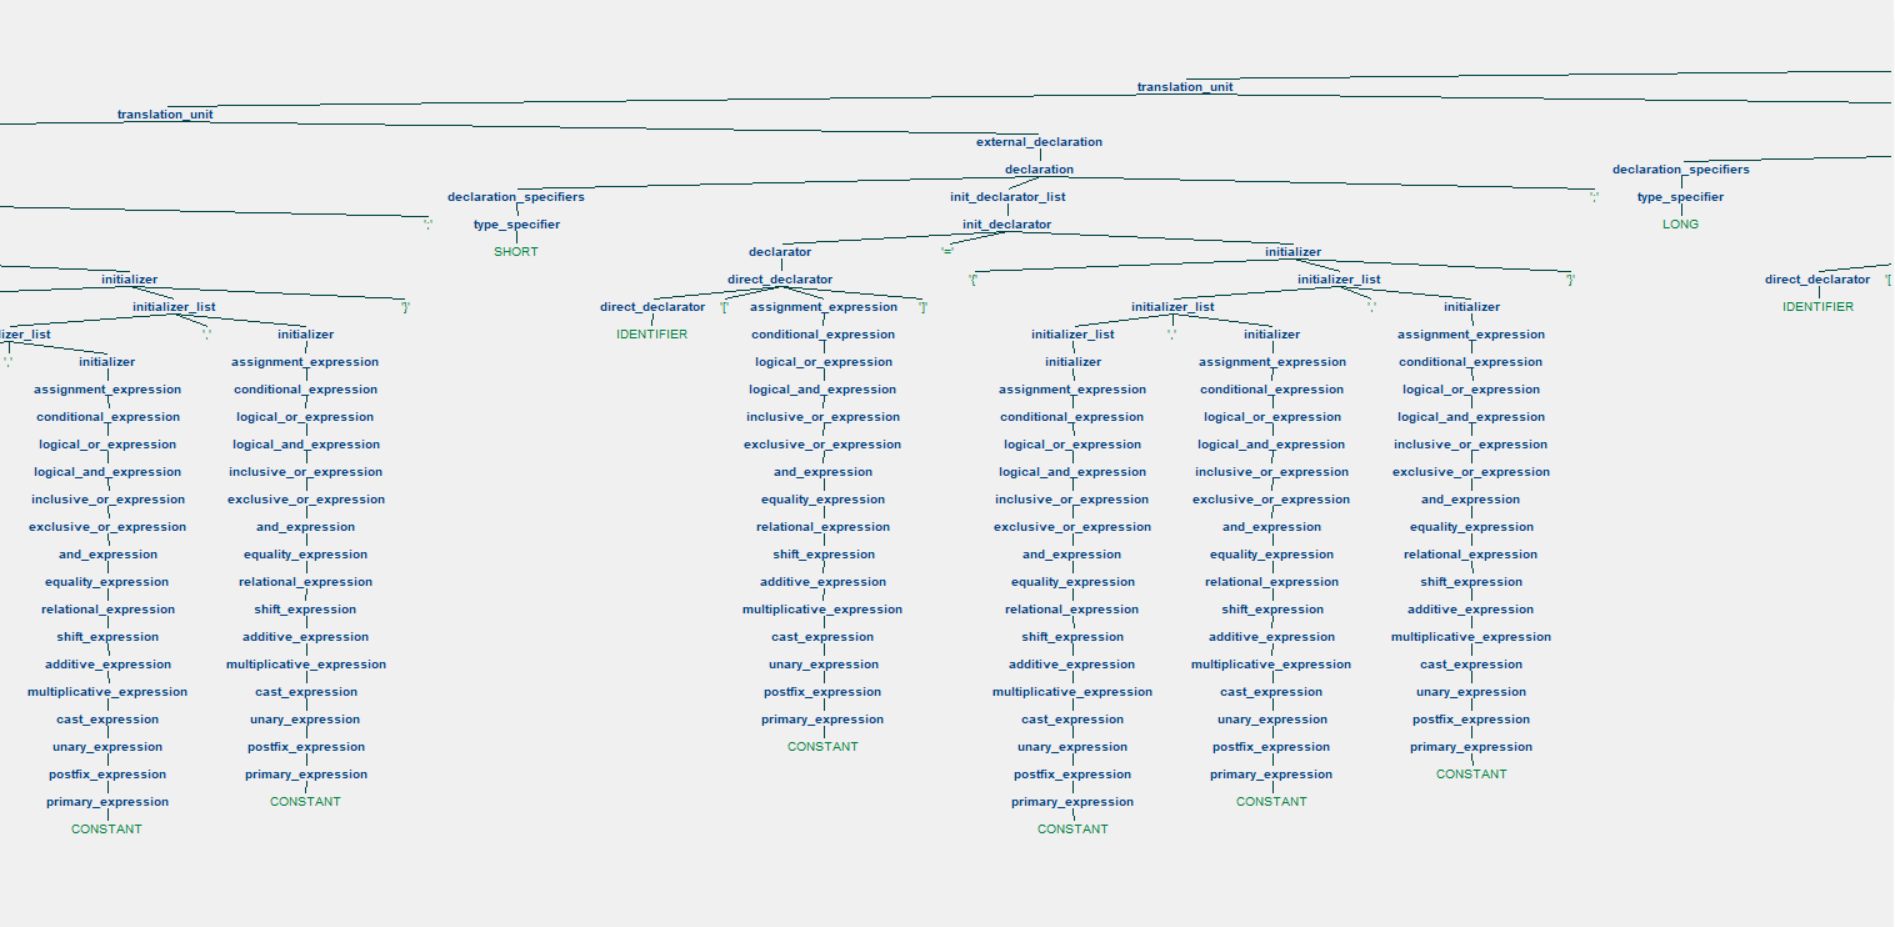 translation_unit
translation_unit
external_declaration
declaration declaration_specifiers
declaration_specifiers init_declarator_list ';' type_specifier
';' type_specifier init_declarator LONG
SHORT declarator '=' initializer
initializer direct_declarator '{' initializer_list '}' direct_declarator '['
initializer_list '}' direct_declarator '[' assignment_expression ']' initializer_list ',' initializer IDENTIFIER
izer_list ',' initializer IDENTIFIER conditional_expression initializer_list ',' initializer assignment_expression
',' initializer assignment_expression logical_or_expression initializer assignment_expression conditional_expression
assignment_expression conditional_expression logical_and_expression assignment_expression conditional_expression logical_or_expression
conditional_expression logical_or_expression inclusive_or_expression conditional_expression logical_or_expression logical_and_expression
logical_or_expression logical_and_expression exclusive_or_expression logical_or_expression logical_and_expression inclusive_or_expression
logical_and_expression inclusive_or_expression and_expression logical_and_expression inclusive_or_expression exclusive_or_expression
inclusive_or_expression exclusive_or_expression equality_expression inclusive_or_expression exclusive_or_expression and_expression
exclusive_or_expression and_expression relational_expression exclusive_or_expression and_expression equality_expression
and_expression equality_expression shift_expression and_expression equality_expression relational_expression
equality_expression relational_expression additive_expression equality_expression relational_expression shift_expression
relational_expression shift_expression multiplicative_expression relational_expression shift_expression additive_expression
shift_expression additive_expression cast_expression shift_expression additive_expression multiplicative_expression
additive_expression multiplicative_expression unary_expression additive_expression multiplicative_expression cast_expression
multiplicative_expression cast_expression postfix_expression multiplicative_expression cast_expression unary_expression
cast_expression unary_expression primary_expression cast_expression unary_expression postfix_expression
unary_expression postfix_expression CONSTANT unary_expression postfix_expression primary_expression
postfix_expression primary_expression postfix_expression primary_expression CONSTANT
primary_expression CONSTANT primary_expression CONSTANT
CONSTANT CONSTANT